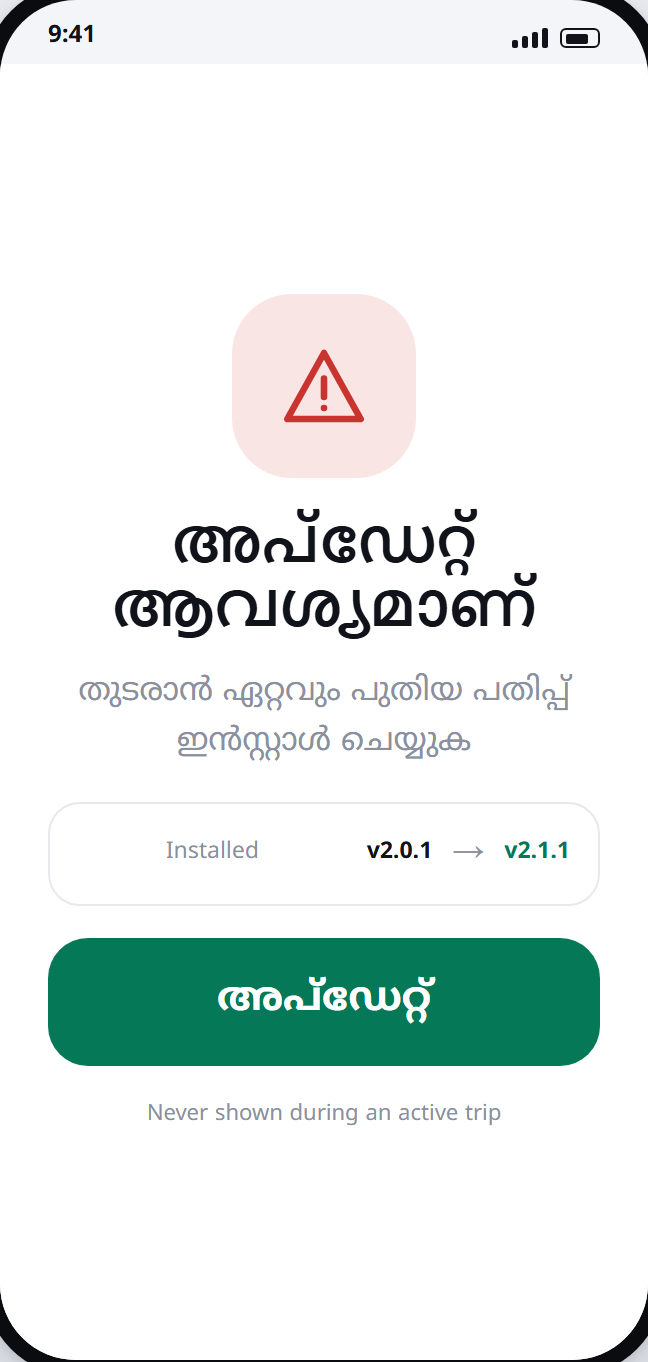 9:41
അപ്ഡേറ്റ്
ആവശ്യമാണ്
തുടരാൻ ഏറ്റവും പുതിയ പതിപ്പ്
ഇൻസ്റ്റാൾ ചെയ്യുക
Installed v2.0.1 → v2.1.1
അപ്ഡേറ്റ്
Never shown during an active trip